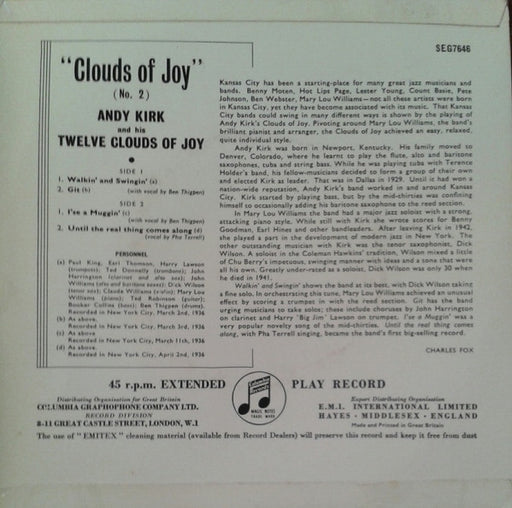 SEG7646
"Clouds of Joy"
(No. 2)
ANDY KIRK
and his
TWELVE CLOUDS OF JOY
SIDE 1
1. Walkin' and Swingin' (a)
2. Git (b) (with vocal by Ben Thigpen)
SIDE 2
1. I'se a Muggin' (c)
(with vocal by Ben Thigpen)
2. Until the real thing comes along (d)
(vocal by Pha Terrell)
PERSONNEL
(a) Paul King, Earl Thomson, Harry Lawson
(trumpets); Ted Donnelly (trombone); John
Harrington (clarinet and alto sax); John
Williams (alto and baritone saxes); Dick Wilson
(tenor sax); Claude Williams (violin); Mary Lou
Williams (piano); Ted Robinson (guitar);
Booker Collins (bass); Ben Thigpen (drums).
Recorded in New York City, March 2nd, 1936
(b) As above.
Recorded in New York City, March 3rd, 1936
(c) As above.
Recorded in New York City, March 11th, 1936
(d) As above.
Recorded in New York City, April 2nd, 1936
Kansas City has been a starting-place for many great jazz musicians and
bands. Benny Moten, Hot Lips Page, Lester Young, Count Basie, Pete
Johnson, Ben Webster, Mary Lou Williams—not all these artists were born
in Kansas City, yet they have become associated with its music. That Kansas
City bands could swing in many different ways is shown by the playing of
Andy Kirk's Clouds of Joy. Pivoting around Mary Lou Williams, the band's
brilliant pianist and arranger, the Clouds of Joy achieved an easy, relaxed,
quite individual style.
Andy Kirk was born in Newport, Kentucky. His family moved to
Denver, Colorado, where he learnt to play the flute, alto and baritone
saxophones, tuba and string bass. While he was playing tuba with Terence
Holder's band, his fellow-musicians decided to form a group of their own
and elected Kirk as leader. That was in Dallas in 1929. Until it had won a
nation-wide reputation, Andy Kirk's band worked in and around Kansas
City. Kirk started by playing bass, but by the mid-thirties was confining
himself to occasionally adding his baritone saxophone to the reed section.
In Mary Lou Williams the band had a major jazz soloist with a strong,
attacking piano style. While still with Kirk she wrote scores for Benny
Goodman, Earl Hines and other bandleaders. After leaving Kirk in 1942,
she played a part in the development of modern jazz in New York. The
other outstanding musician with Kirk was the tenor saxophonist, Dick
Wilson. A soloist in the Coleman Hawkins' tradition, Wilson mixed a little
of Chu Berry's impetuous, swinging manner with ideas and a tone that were
all his own. Greatly under-rated as a soloist, Dick Wilson was only 30 when
he died in 1941.
Walkin' and Swingin' shows the band at its best, with Dick Wilson taking
a fine solo. In orchestrating this tune, Mary Lou Williams achieved an unusual
effect by scoring a trumpet in with the reed section. Git has the band
urging musicians to take solos; these include choruses by John Harrington
on clarinet and Harry "Big Jim" Lawson on trumpet. I'se a Muggin' was a
very popular novelty song of the mid-thirties. Until the real thing comes
along, with Pha Terrell singing, became the band's first big-selling record.
CHARLES FOX
45 r.p.m. EXTENDED PLAY RECORD
Columbia
MAGIC NOTES
TRADE MARK
Distributing Organisation for Great Britain
COLUMBIA GRAPHOPHONE COMPANY LTD.
RECORD DIVISION
8-11 GREAT CASTLE STREET, LONDON, W.1
Export Distributing Organisation
E.M.I. INTERNATIONAL LIMITED
HAYES · MIDDLESEX · ENGLAND
Made and Printed in Great Britain
The use of "EMITEX" cleaning material (available from Record Dealers) will preserve this record and keep it free from dust